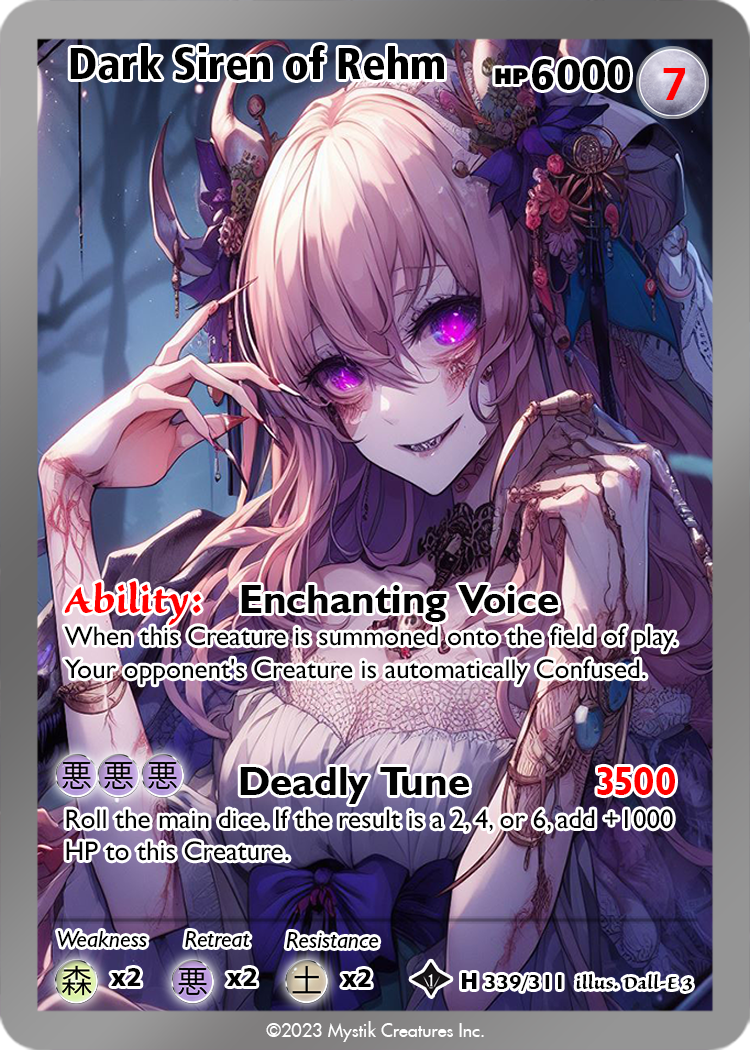 Dark Siren of Rehm HP6000 7
Ability: Enchanting Voice
When this Creature is summoned onto the field of play.
Your opponent's Creature is automatically Confused.
悪 悪 悪 Deadly Tune 3500
Roll the main dice. If the result is a 2, 4, or 6, add +1000
HP to this Creature.
Weakness Retreat Resistance
森 x2 悪 x2 土 x2 1 H 339/311 illus. Dall-E 3
©2023 Mystik Creatures Inc.